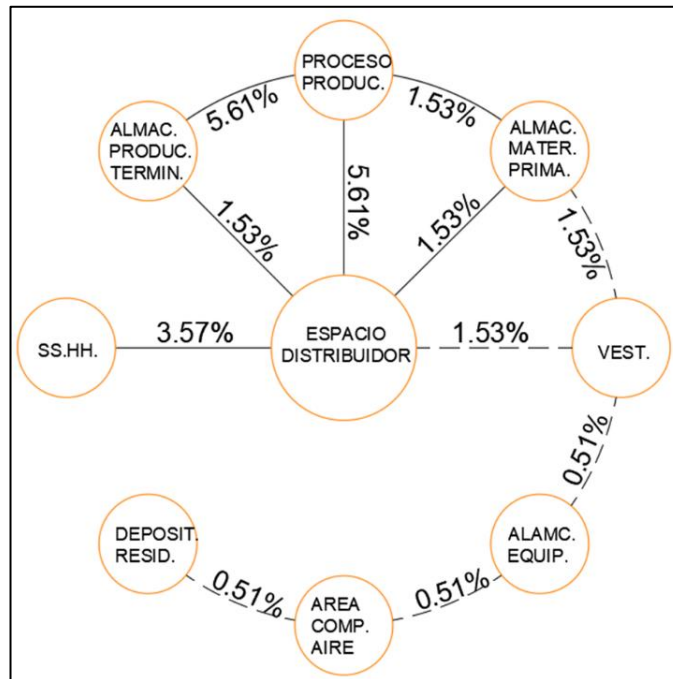 PROCESO
PRODUC.
5.61%
1.53%
ALMAC.
PRODUC.
TERMIN.
ALMAC.
MATER.
PRIMA.
1.53%
5.61%
1.53%
1.53%
SS.HH.
3.57%
ESPACIO
DISTRIBUIDOR
1.53%
VEST.
0.51%
DEPOSIT.
RESID.
ALAMC.
EQUIP.
0.51%
AREA
COMP.
AIRE
0.51%